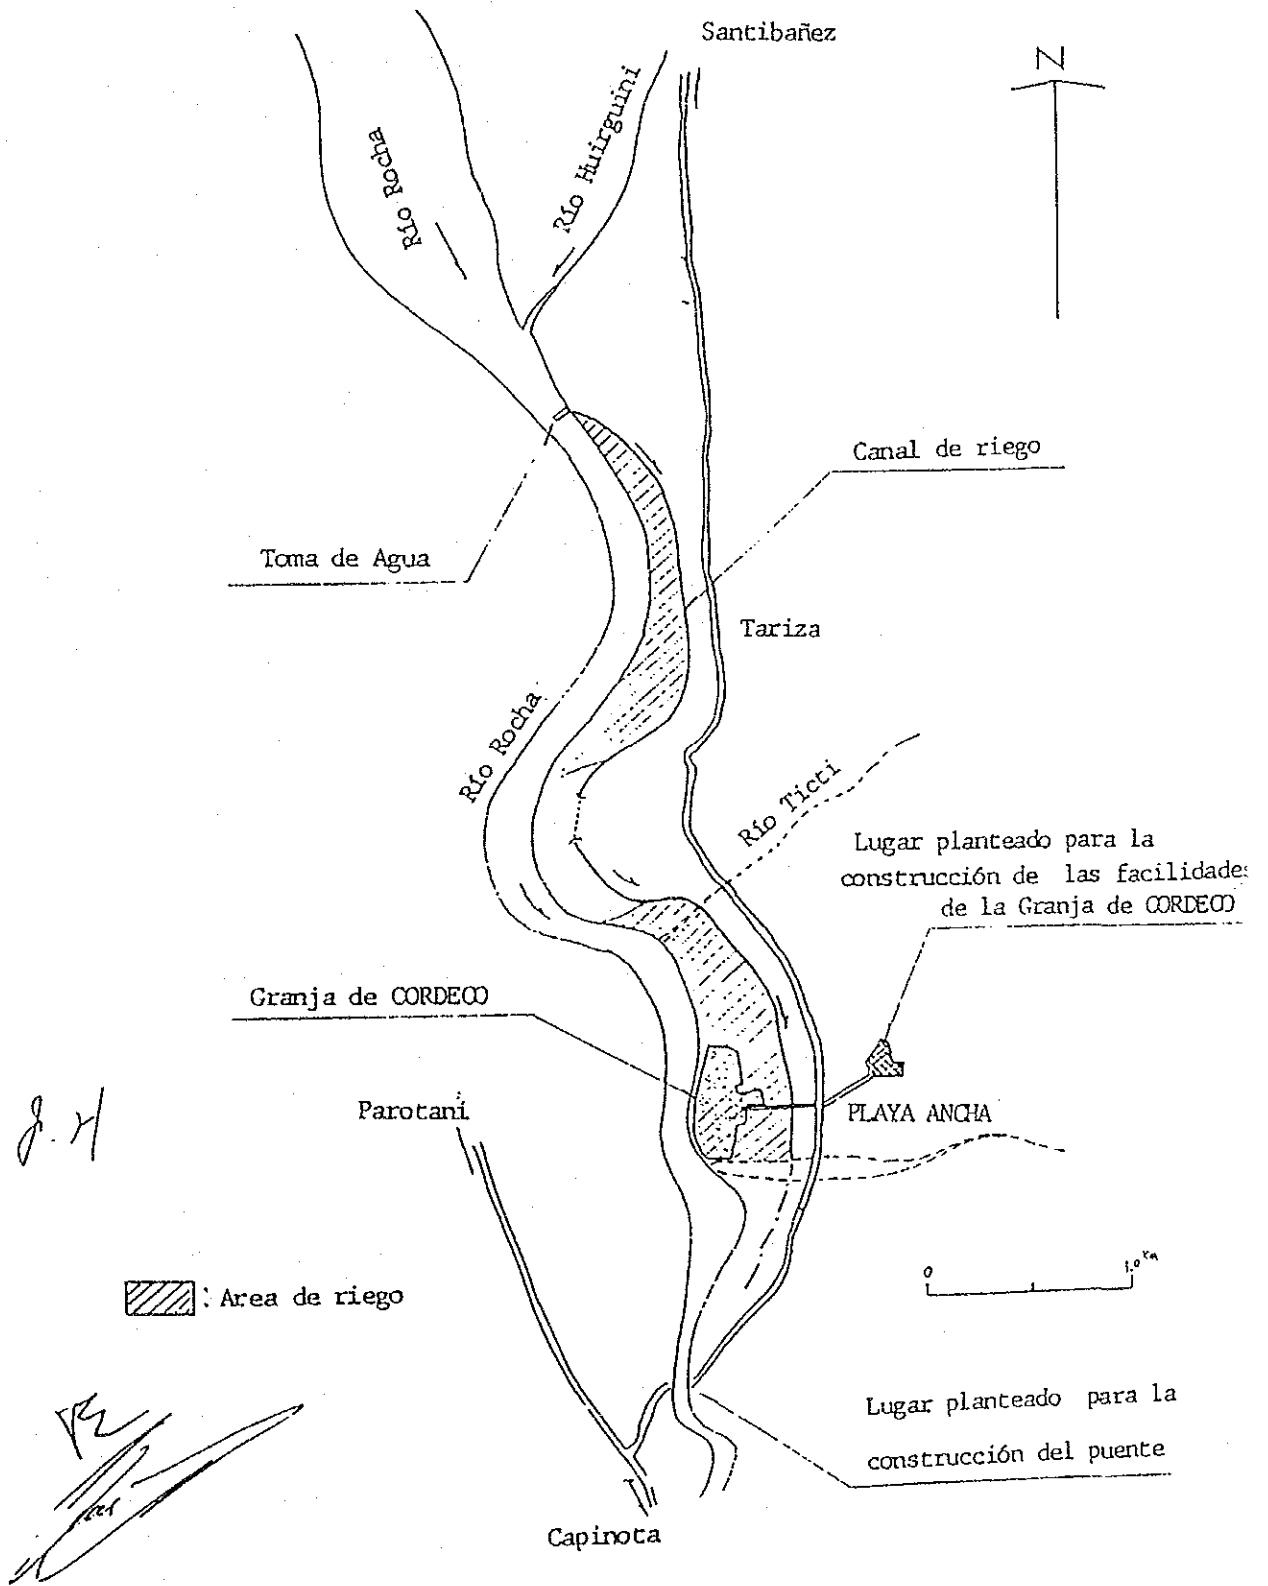 Santibañez
N
Río Rocha
Río Huirguini
Canal de riego
Toma de Agua
Tariza
Río Rocha
Río Ticti
Lugar planteado para la
construcción de las facilidades
de la Granja de CORDECO
Granja de CORDECO
Parotani
PLAYA ANCHA
0 1.0 Km
: Area de riego
Lugar planteado para la
construcción del puente
Capinota